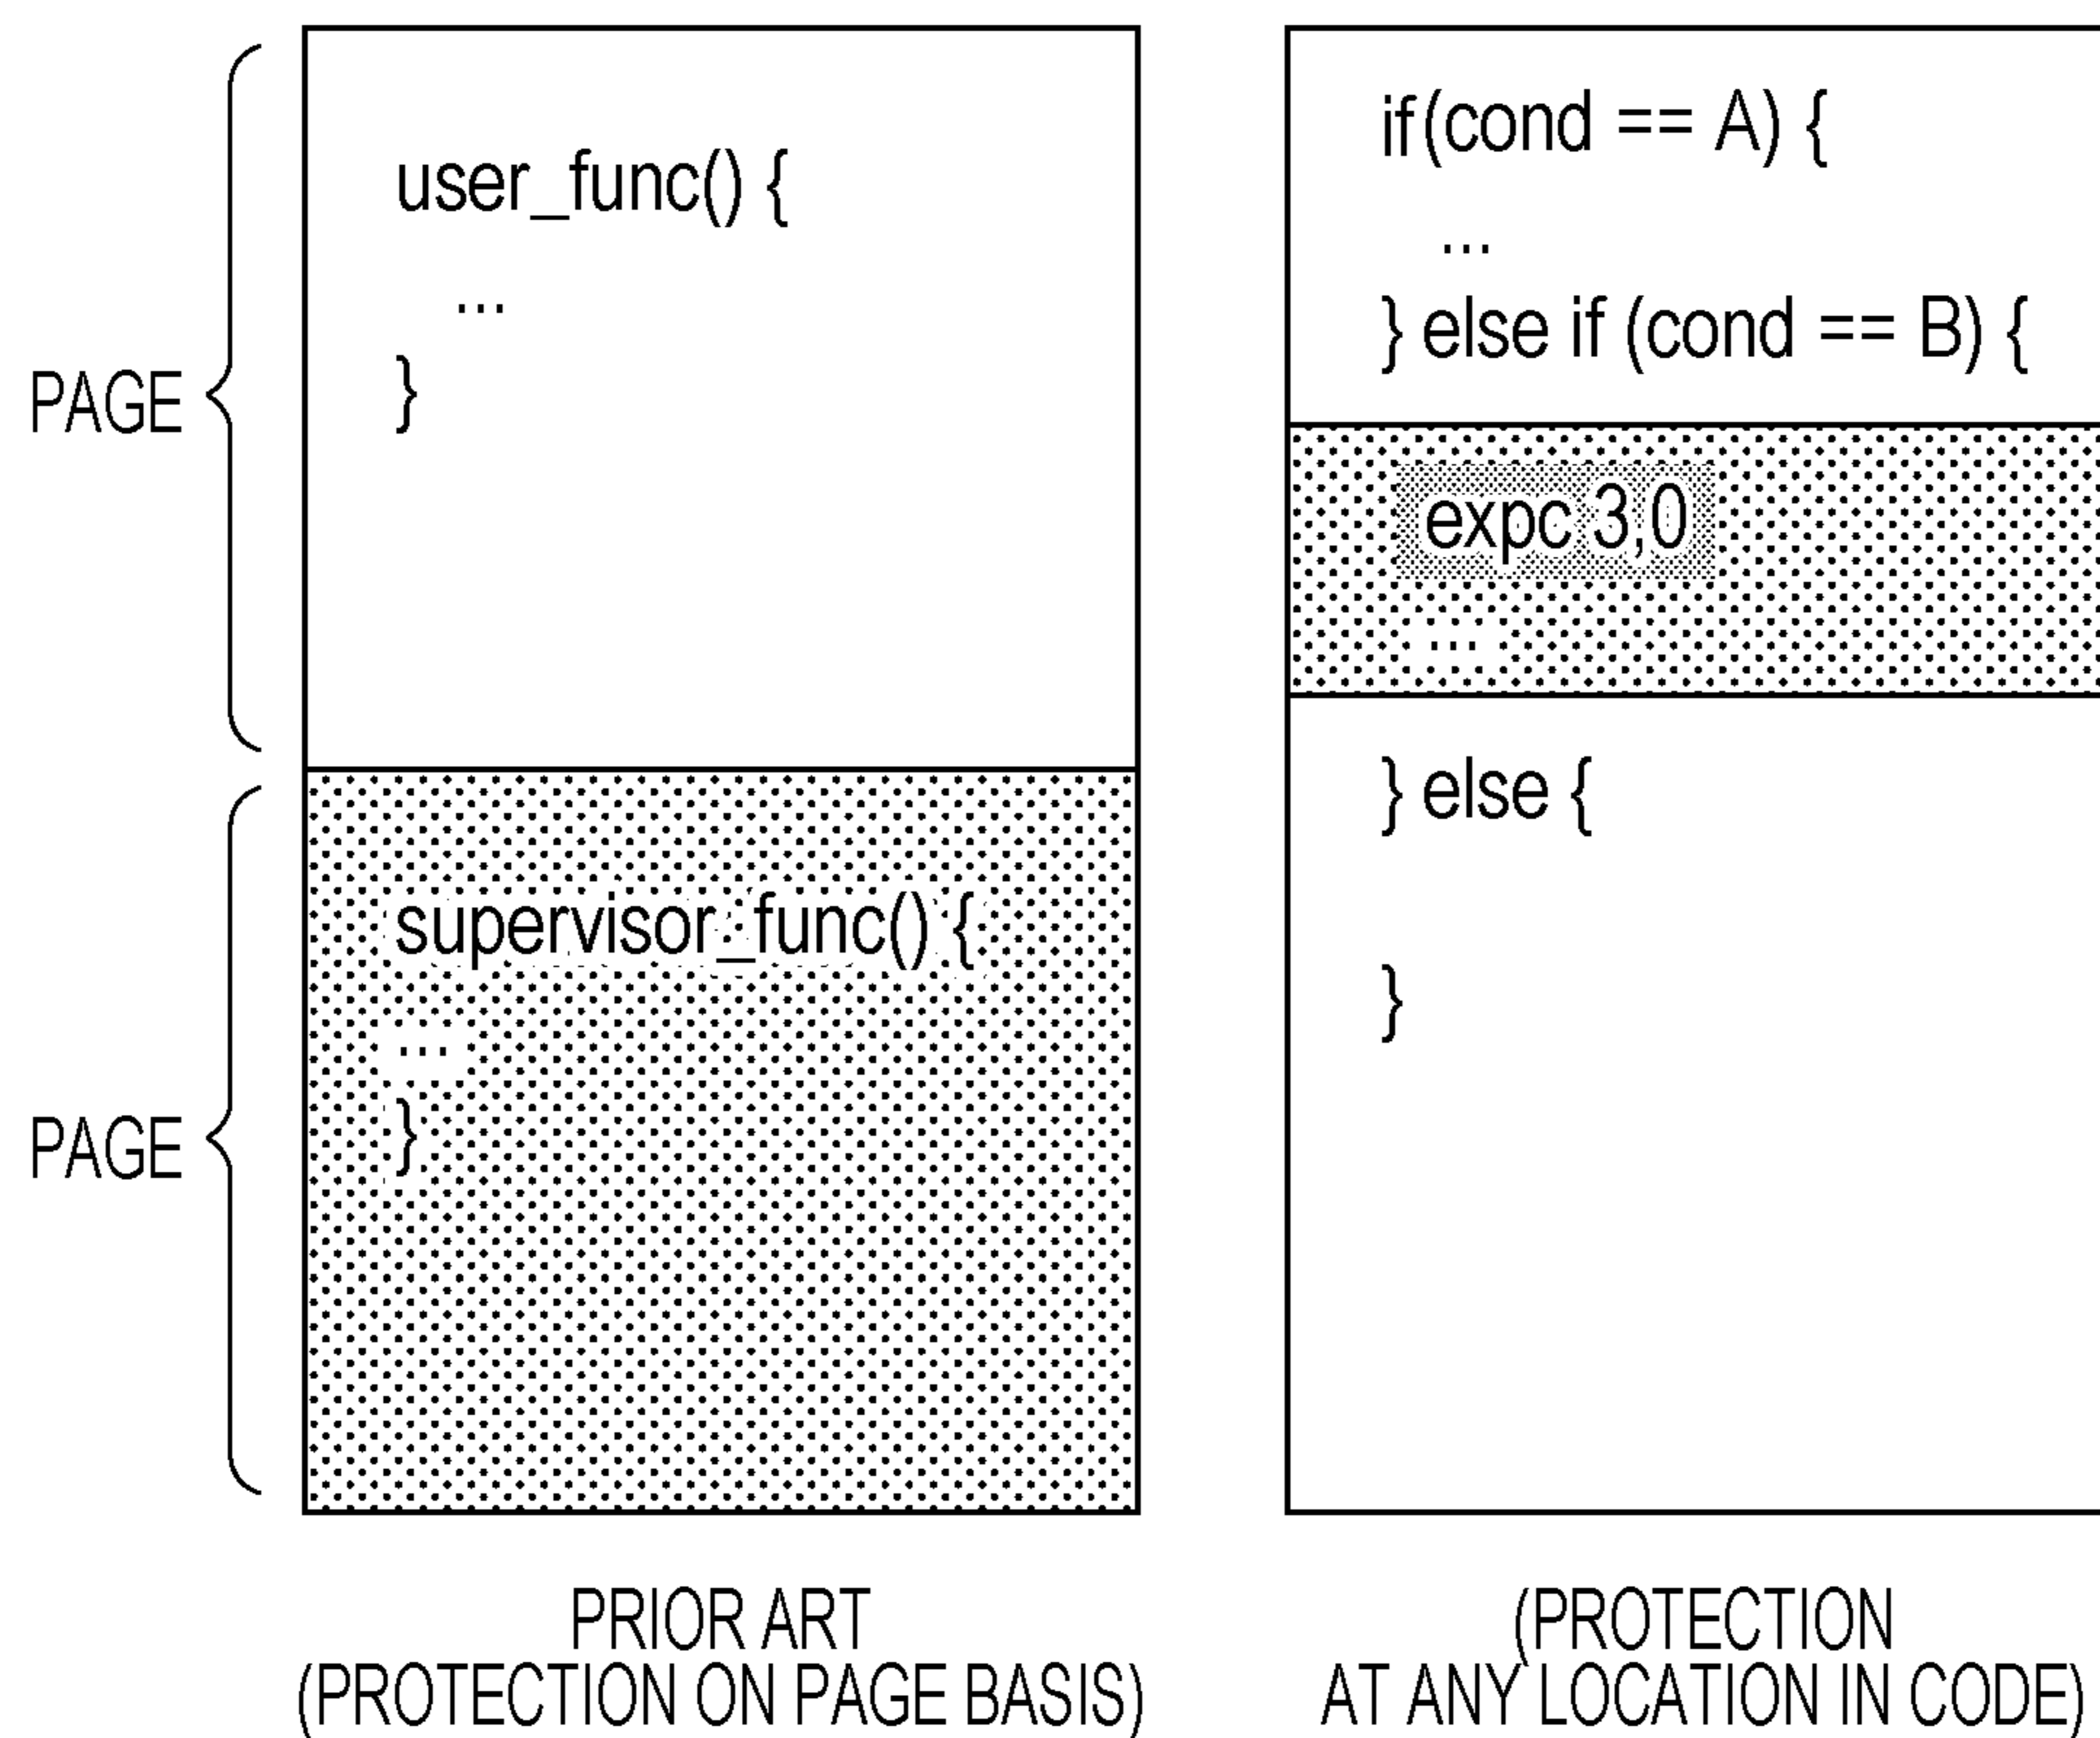 PAGE
user_func() {
...
}
PAGE
supervisor_func() {
...
}
PRIOR ART
(PROTECTION ON PAGE BASIS)
if(cond == A) {
...
} else if (cond == B) {
expc 3,0
...
} else {
}
(PROTECTION
AT ANY LOCATION IN CODE)